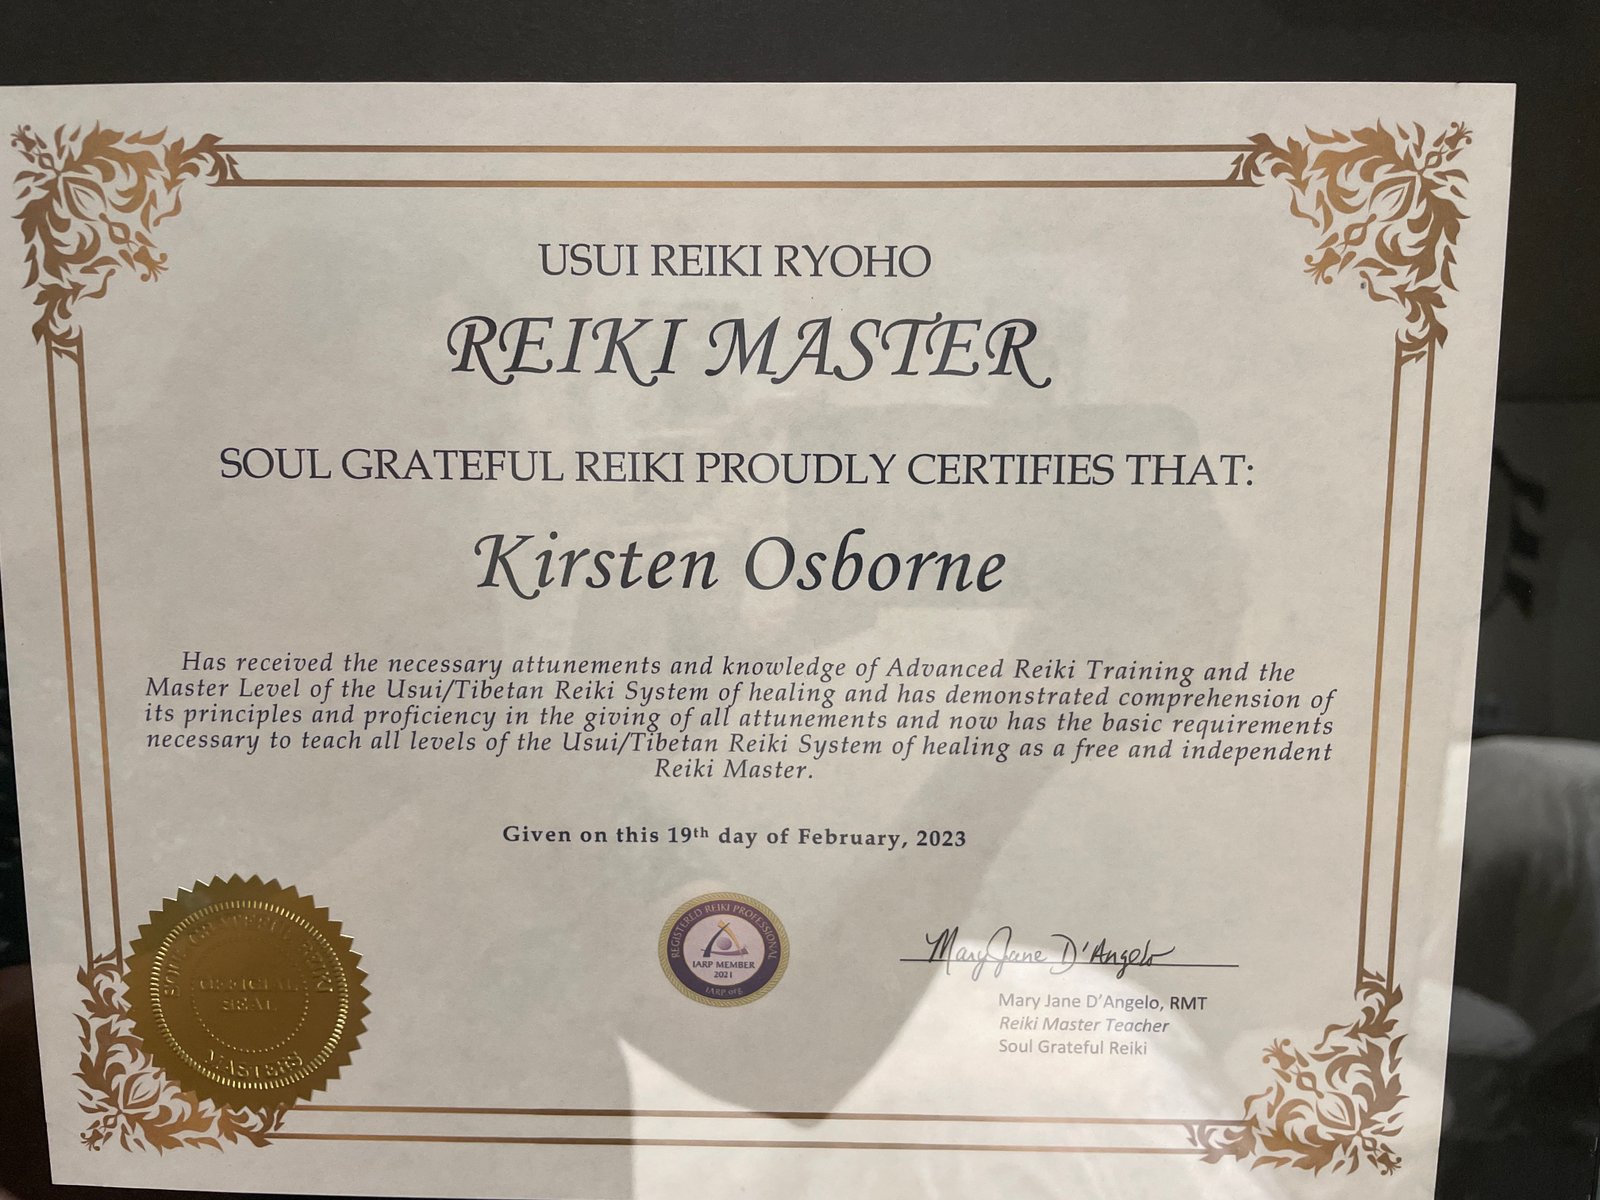 USUI REIKI RYOHO
REIKI MASTER
SOUL GRATEFUL REIKI PROUDLY CERTIFIES THAT:
Kirsten Osborne
Has received the necessary attunements and knowledge of Advanced Reiki Training and the
Master Level of the Usui/Tibetan Reiki System of healing and has demonstrated comprehension of
its principles and proficiency in the giving of all attunements and now has the basic requirements
necessary to teach all levels of the Usui/Tibetan Reiki System of healing as a free and independent
Reiki Master.
Given on this 19th day of February, 2023
SOUL GRATEFUL REIKI
OFFICIAL
SEAL
MASTERS
REGISTERED REIKI PROFESSIONAL
IARP MEMBER
2021
IARP.org
Mary Jane D'Angelo
Mary Jane D'Angelo, RMT
Reiki Master Teacher
Soul Grateful Reiki